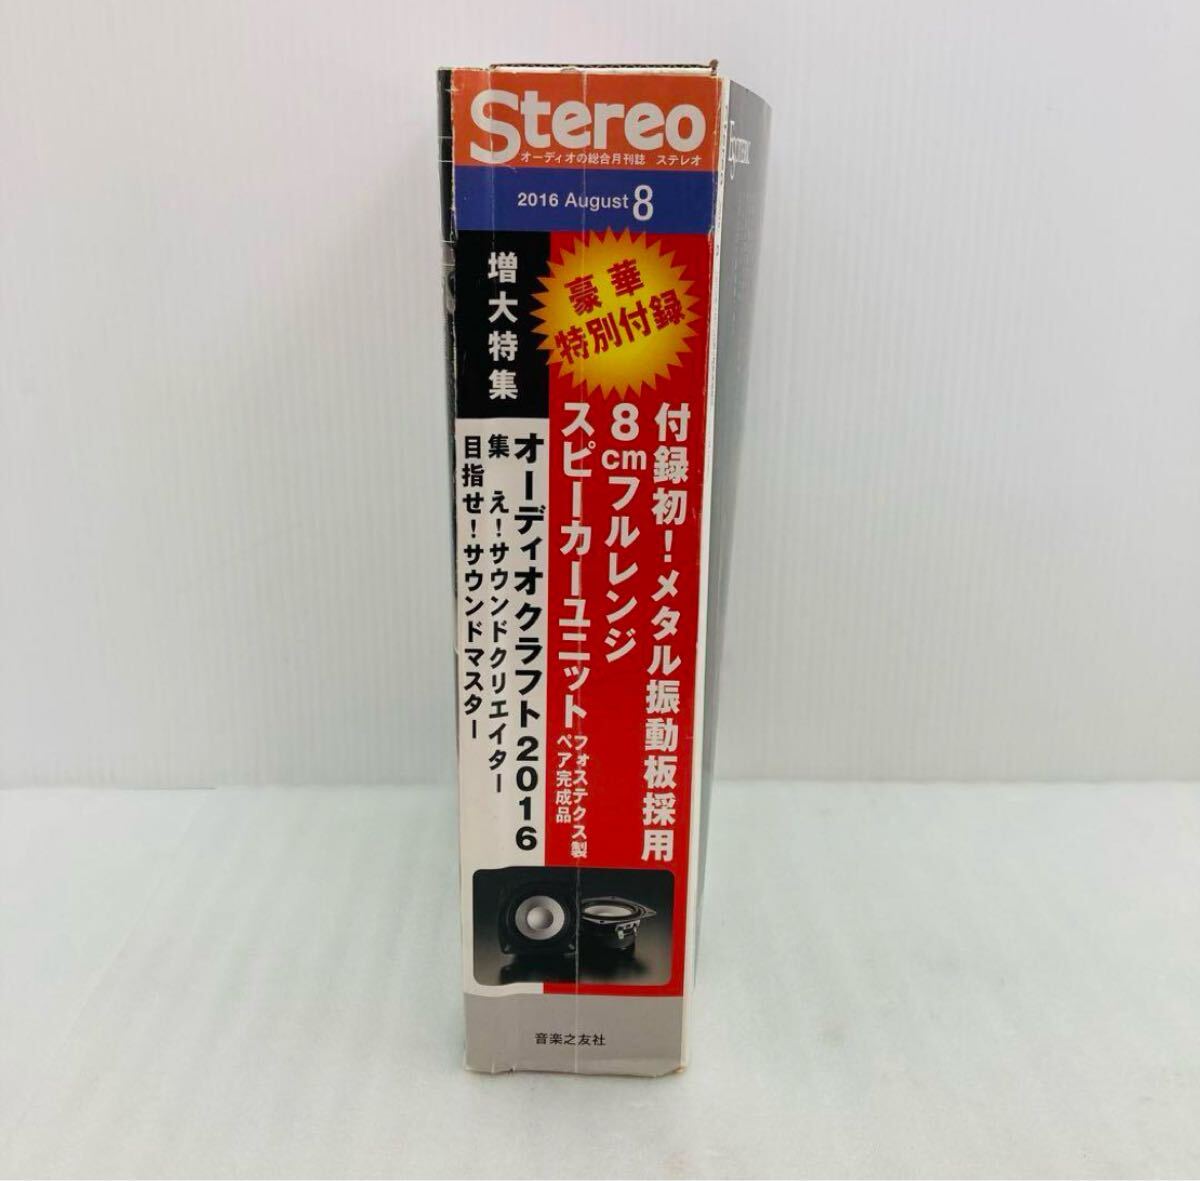 Stereo
オーディオの総合月刊誌 ステレオ
2016 August 8
豪華
特別付録
付録初！メタル振動板採用
8cmフルレンジ
スピーカーユニット
フォステクス製
ペア完成品
増大特集
オーディオクラフト2016
集え！サウンドクリエイター
目指せ！サウンドマスター
音楽之友社